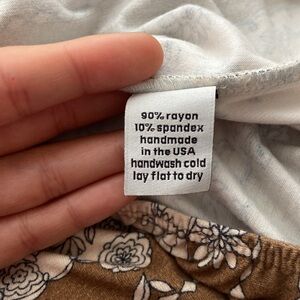 90% rayon
10% spandex
handmade
in the USA
handwash cold
lay flat to dry